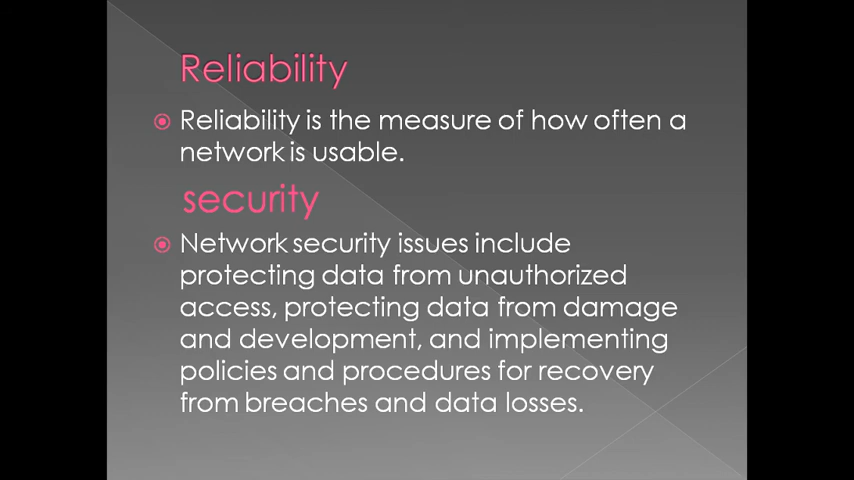 Reliability
Reliability is the measure of how often a
network is usable.
security
Network security issues include
protecting data from unauthorized
access, protecting data from damage
and development, and implementing
policies and procedures for recovery
from breaches and data losses.